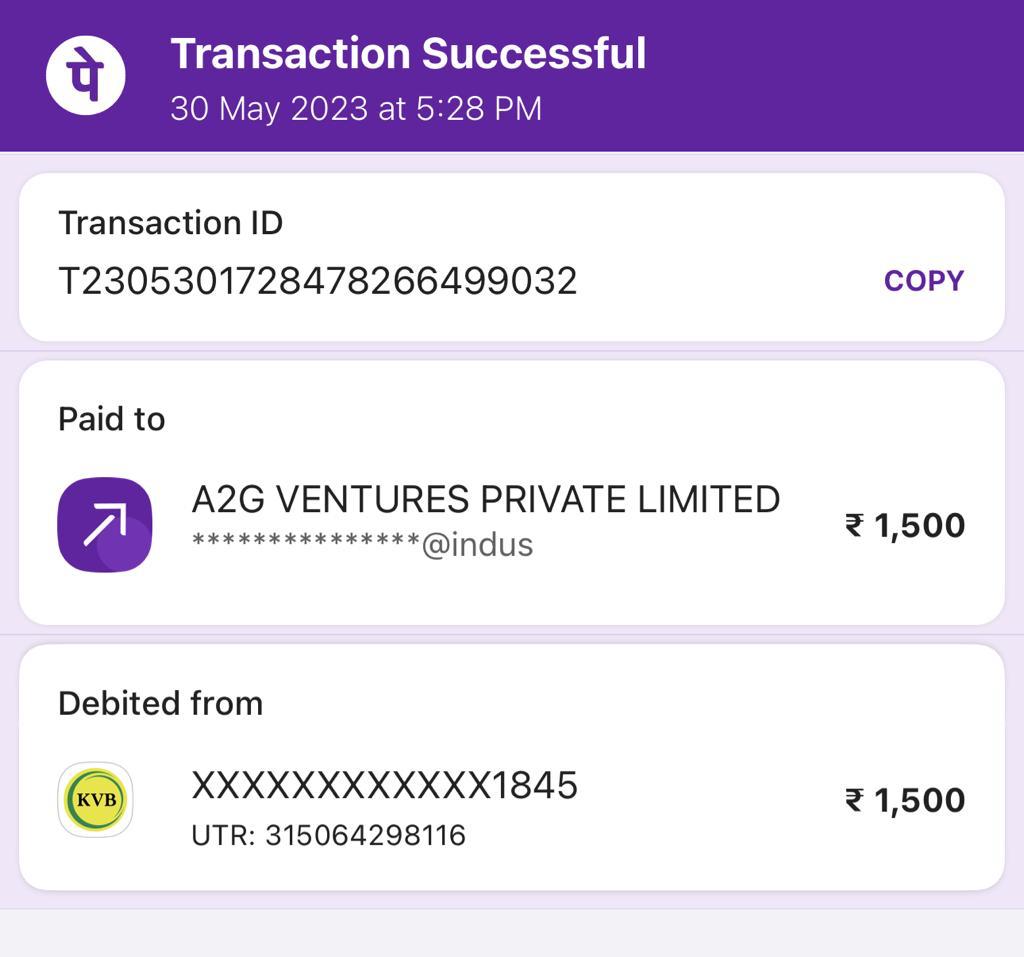 पे
Transaction Successful
30 May 2023 at 5:28 PM
Transaction ID
T2305301728478266499032
COPY
Paid to
A2G VENTURES PRIVATE LIMITED
***************@indus
₹ 1,500
Debited from
KVB
XXXXXXXXXXXX1845
UTR: 315064298116
₹ 1,500